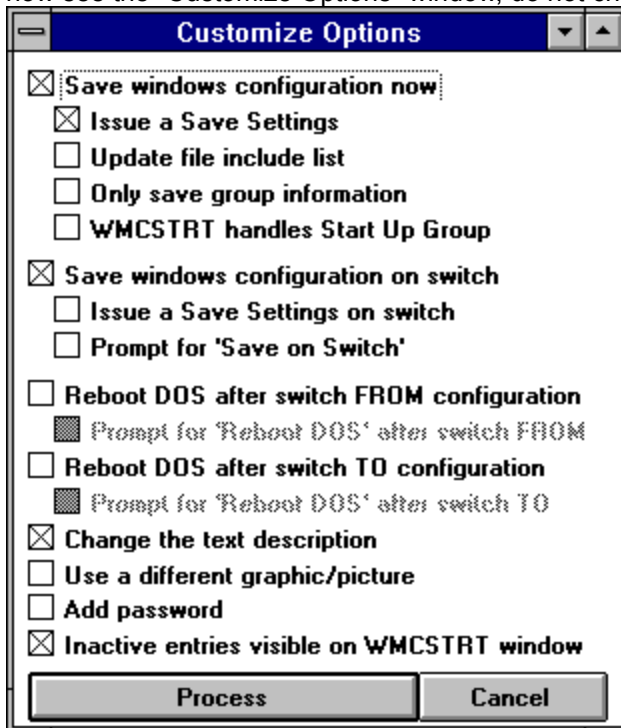 Customize Options
Save windows configuration now
Issue a Save Settings
Update file include list
Only save group information
WMCSTRT handles Start Up Group
Save windows configuration on switch
Issue a Save Settings on switch
Prompt for 'Save on Switch'
Reboot DOS after switch FROM configuration
Prompt for 'Reboot DOS' after switch FROM
Reboot DOS after switch TO configuration
Prompt for 'Reboot DOS' after switch TO
Change the text description
Use a different graphic/picture
Add password
Inactive entries visible on WMCSTRT window
Process Cancel